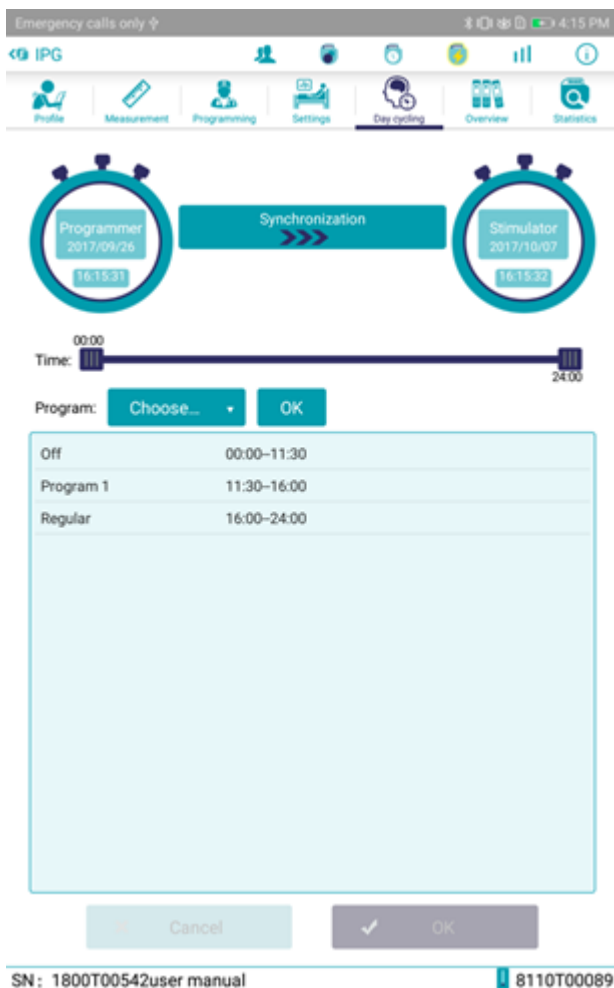 Emergency calls only 4:15 PM
IPG
Profile Measurement Programming Settings Day cycling Overview Statistics
Programmer
2017/09/26
16:15:31
Synchronization
Stimulator
2017/10/07
16:15:32
00:00
Time:
24:00
Program: Choose... OK
Off 00:00–11:30
Program 1 11:30–16:00
Regular 16:00–24:00
Cancel OK
SN: 1800T00542user manual 8110T00089